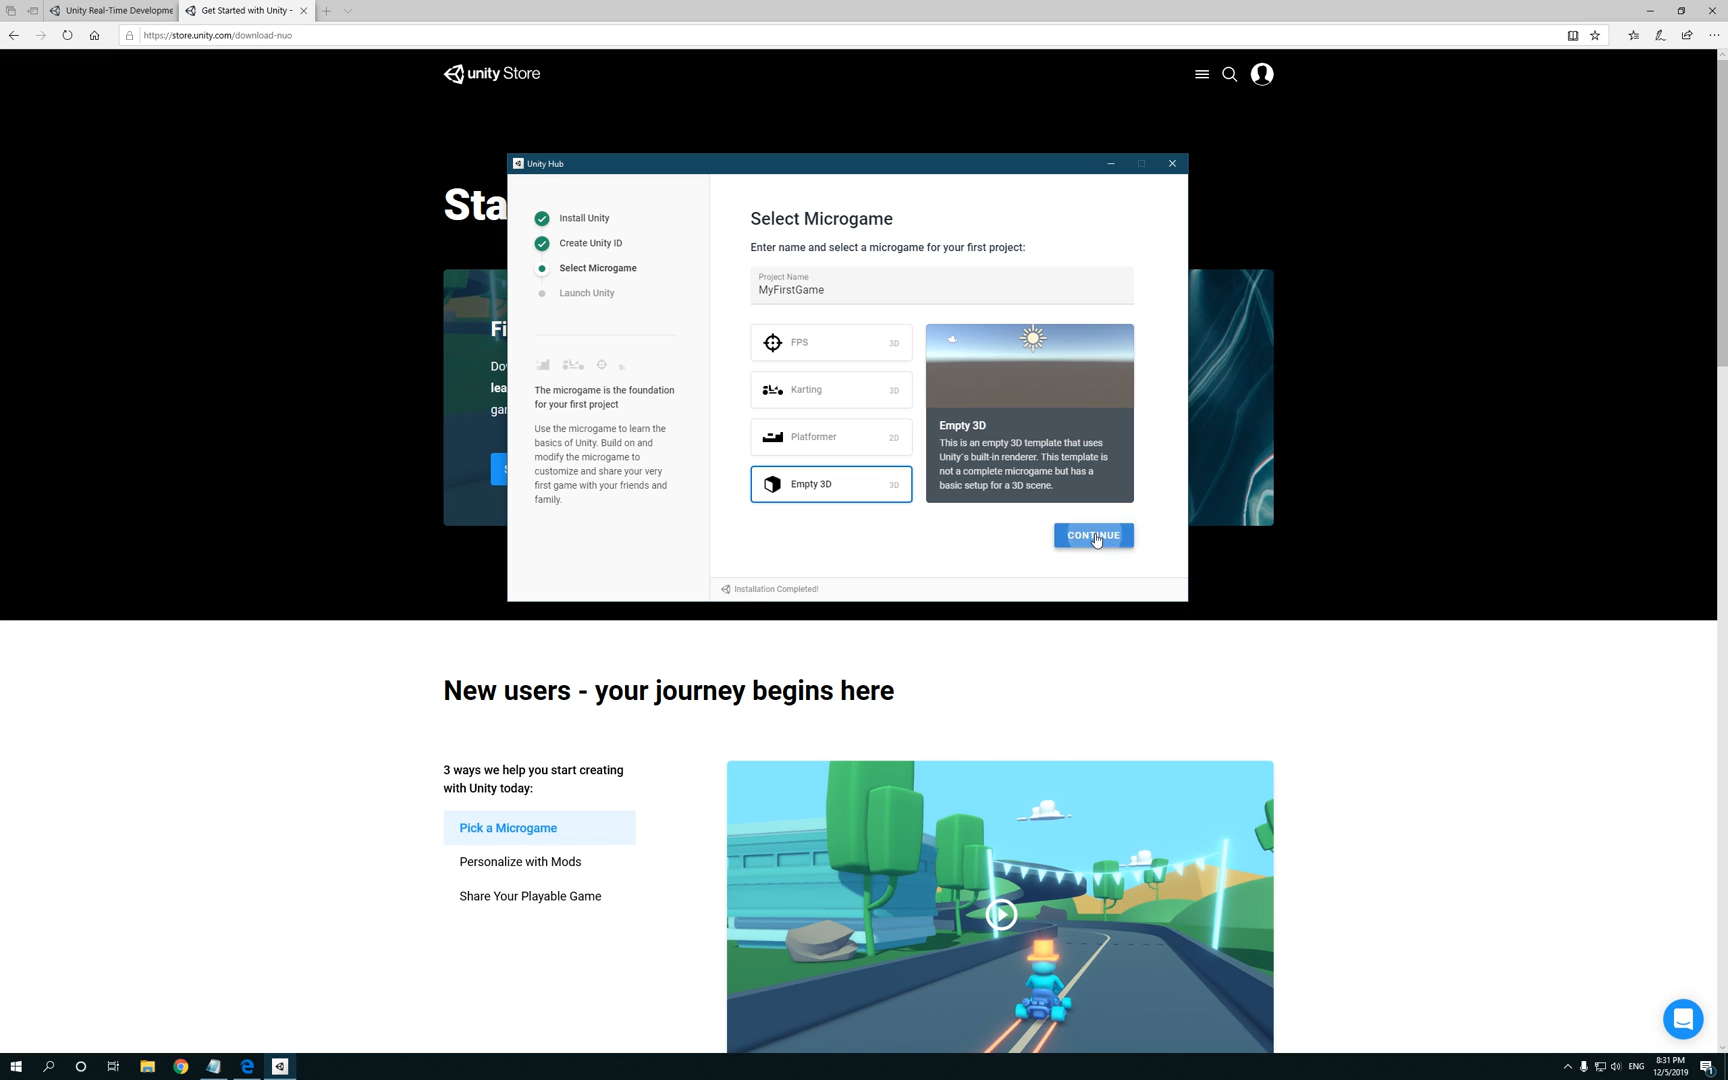 Unity Real-Time Developme
Get Started with Unity -
https://store.unity.com/download-nuo
unity Store
Sta
Unity Hub
Install Unity
Create Unity ID
Select Microgame
Launch Unity
The microgame is the foundation
for your first project
Use the microgame to learn the
basics of Unity. Build on and
modify the microgame to
customize and share your very
first game with your friends and
family.
Select Microgame
Enter name and select a microgame for your first project:
Project Name
MyFirstGame
FPS 3D
Karting 3D
Platformer 2D
Empty 3D 3D
Empty 3D
This is an empty 3D template that uses
Unity's built-in renderer. This template is
not a complete microgame but has a
basic setup for a 3D scene.
CONTINUE
Installation Completed!
Fi
Do
lea
gar
S
New users - your journey begins here
3 ways we help you start creating
with Unity today:
Pick a Microgame
Personalize with Mods
Share Your Playable Game
ENG
8:31 PM
12/5/2019
1